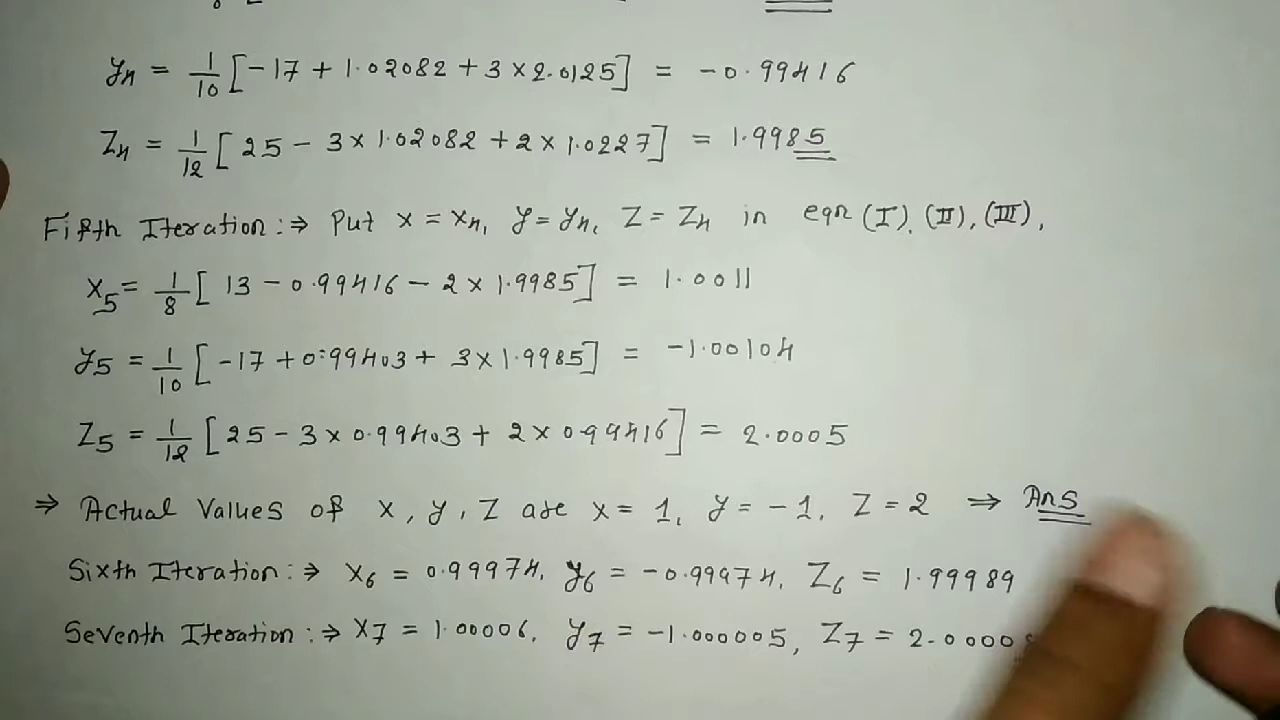 y₄ = 1/10 [-17 + 1.02082 + 3 × 2.0125] = -0.99416
Z₄ = 1/12 [25 - 3 × 1.02082 + 2 × 1.0227] = 1.9985
Fifth Iteration :⇒ Put x = x₄, y = y₄, Z = Z₄ in eqn (I), (II), (III),
x₅ = 1/8 [13 - 0.99416 - 2 × 1.9985] = 1.0011
y₅ = 1/10 [-17 + 0.99403 + 3 × 1.9985] = -1.00104
Z₅ = 1/12 [25 - 3 × 0.99403 + 2 × 0.99416] = 2.0005
⇒ Actual Values of x, y, Z are x = 1, y = -1, Z = 2 ⇒ Ans
Sixth Iteration :⇒ x₆ = 0.99974, y₆ = -0.99974, Z₆ = 1.99989
Seventh Iteration :⇒ x₇ = 1.00006, y₇ = -1.000005, Z₇ = 2.0000